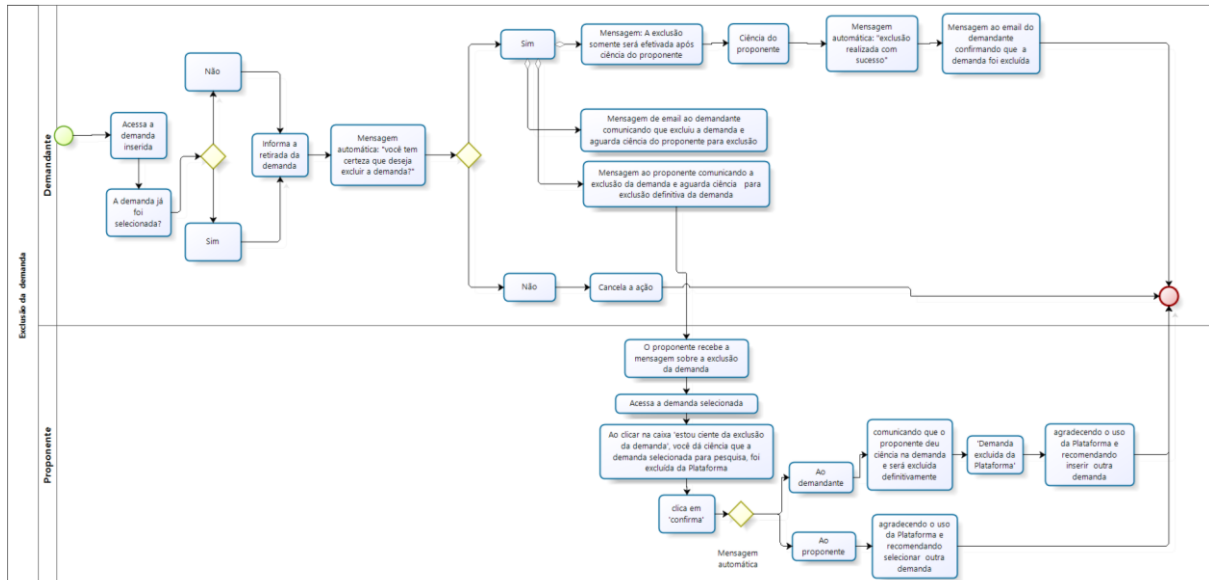 Exclusão da demanda
Demandante
Acessa a
demanda
inserida
A demanda já
foi
selecionada?
Não
Sim
Informa a
retirada da
demanda
Mensagem
automática: "você tem
certeza que deseja
excluir a demanda?"
Sim
Mensagem: A exclusão
somente será efetivada após
ciência do proponente
Ciência do
proponente
Mensagem
automática: "exclusão
realizada com
sucesso"
Mensagem ao email do
demandante
confirmando que a
demanda foi excluída
Mensagem de email ao demandante
comunicando que excluiu a demanda e
aguarda ciência do proponente para exclusão
Mensagem ao proponente comunicando a
exclusão da demanda e aguarda ciência para
exclusão definitiva da demanda
Não
Cancela a ação
Proponente
O proponente recebe a
mensagem sobre a exclusão
da demanda
Acessa a demanda selecionada
Ao clicar na caixa 'estou ciente da exclusão
da demanda', você dá ciência que a
demanda selecionada para pesquisa, foi
excluída da Plataforma
clica em
'confirma'
Mensagem
automática
Ao
demandante
comunicando que o
proponente deu
ciência na demanda
e será excluida
definitivamente
'Demanda
excluida da
Plataforma'
agradecendo o uso
da Plataforma e
recomendando
inserir outra
demanda
Ao
proponente
agradecendo o uso
da Plataforma e
recomendando
selecionar outra
demanda